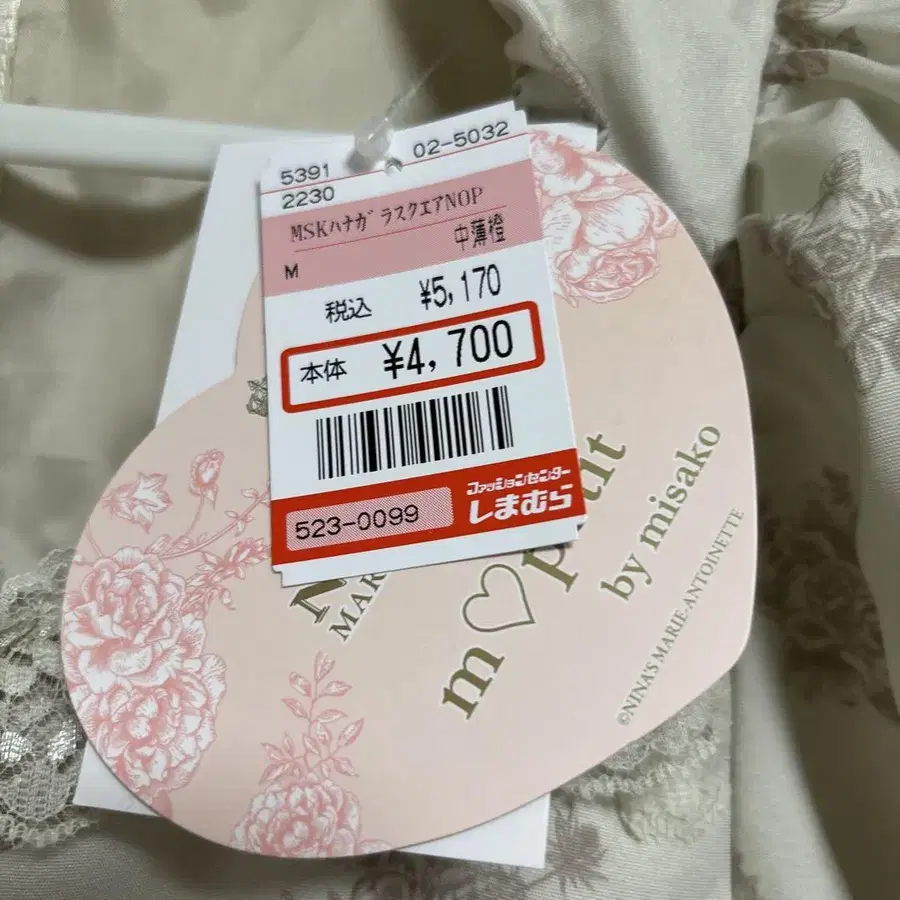 5391
02-5032
2230
MSKハナガラスクエアNOP
中薄橙
M
税込 ¥5,170
本体 ¥4,700
523-0099
ファッションセンター
しまむら
m♡petit
by misako
©NINA'S MARIE-ANTOINETTE